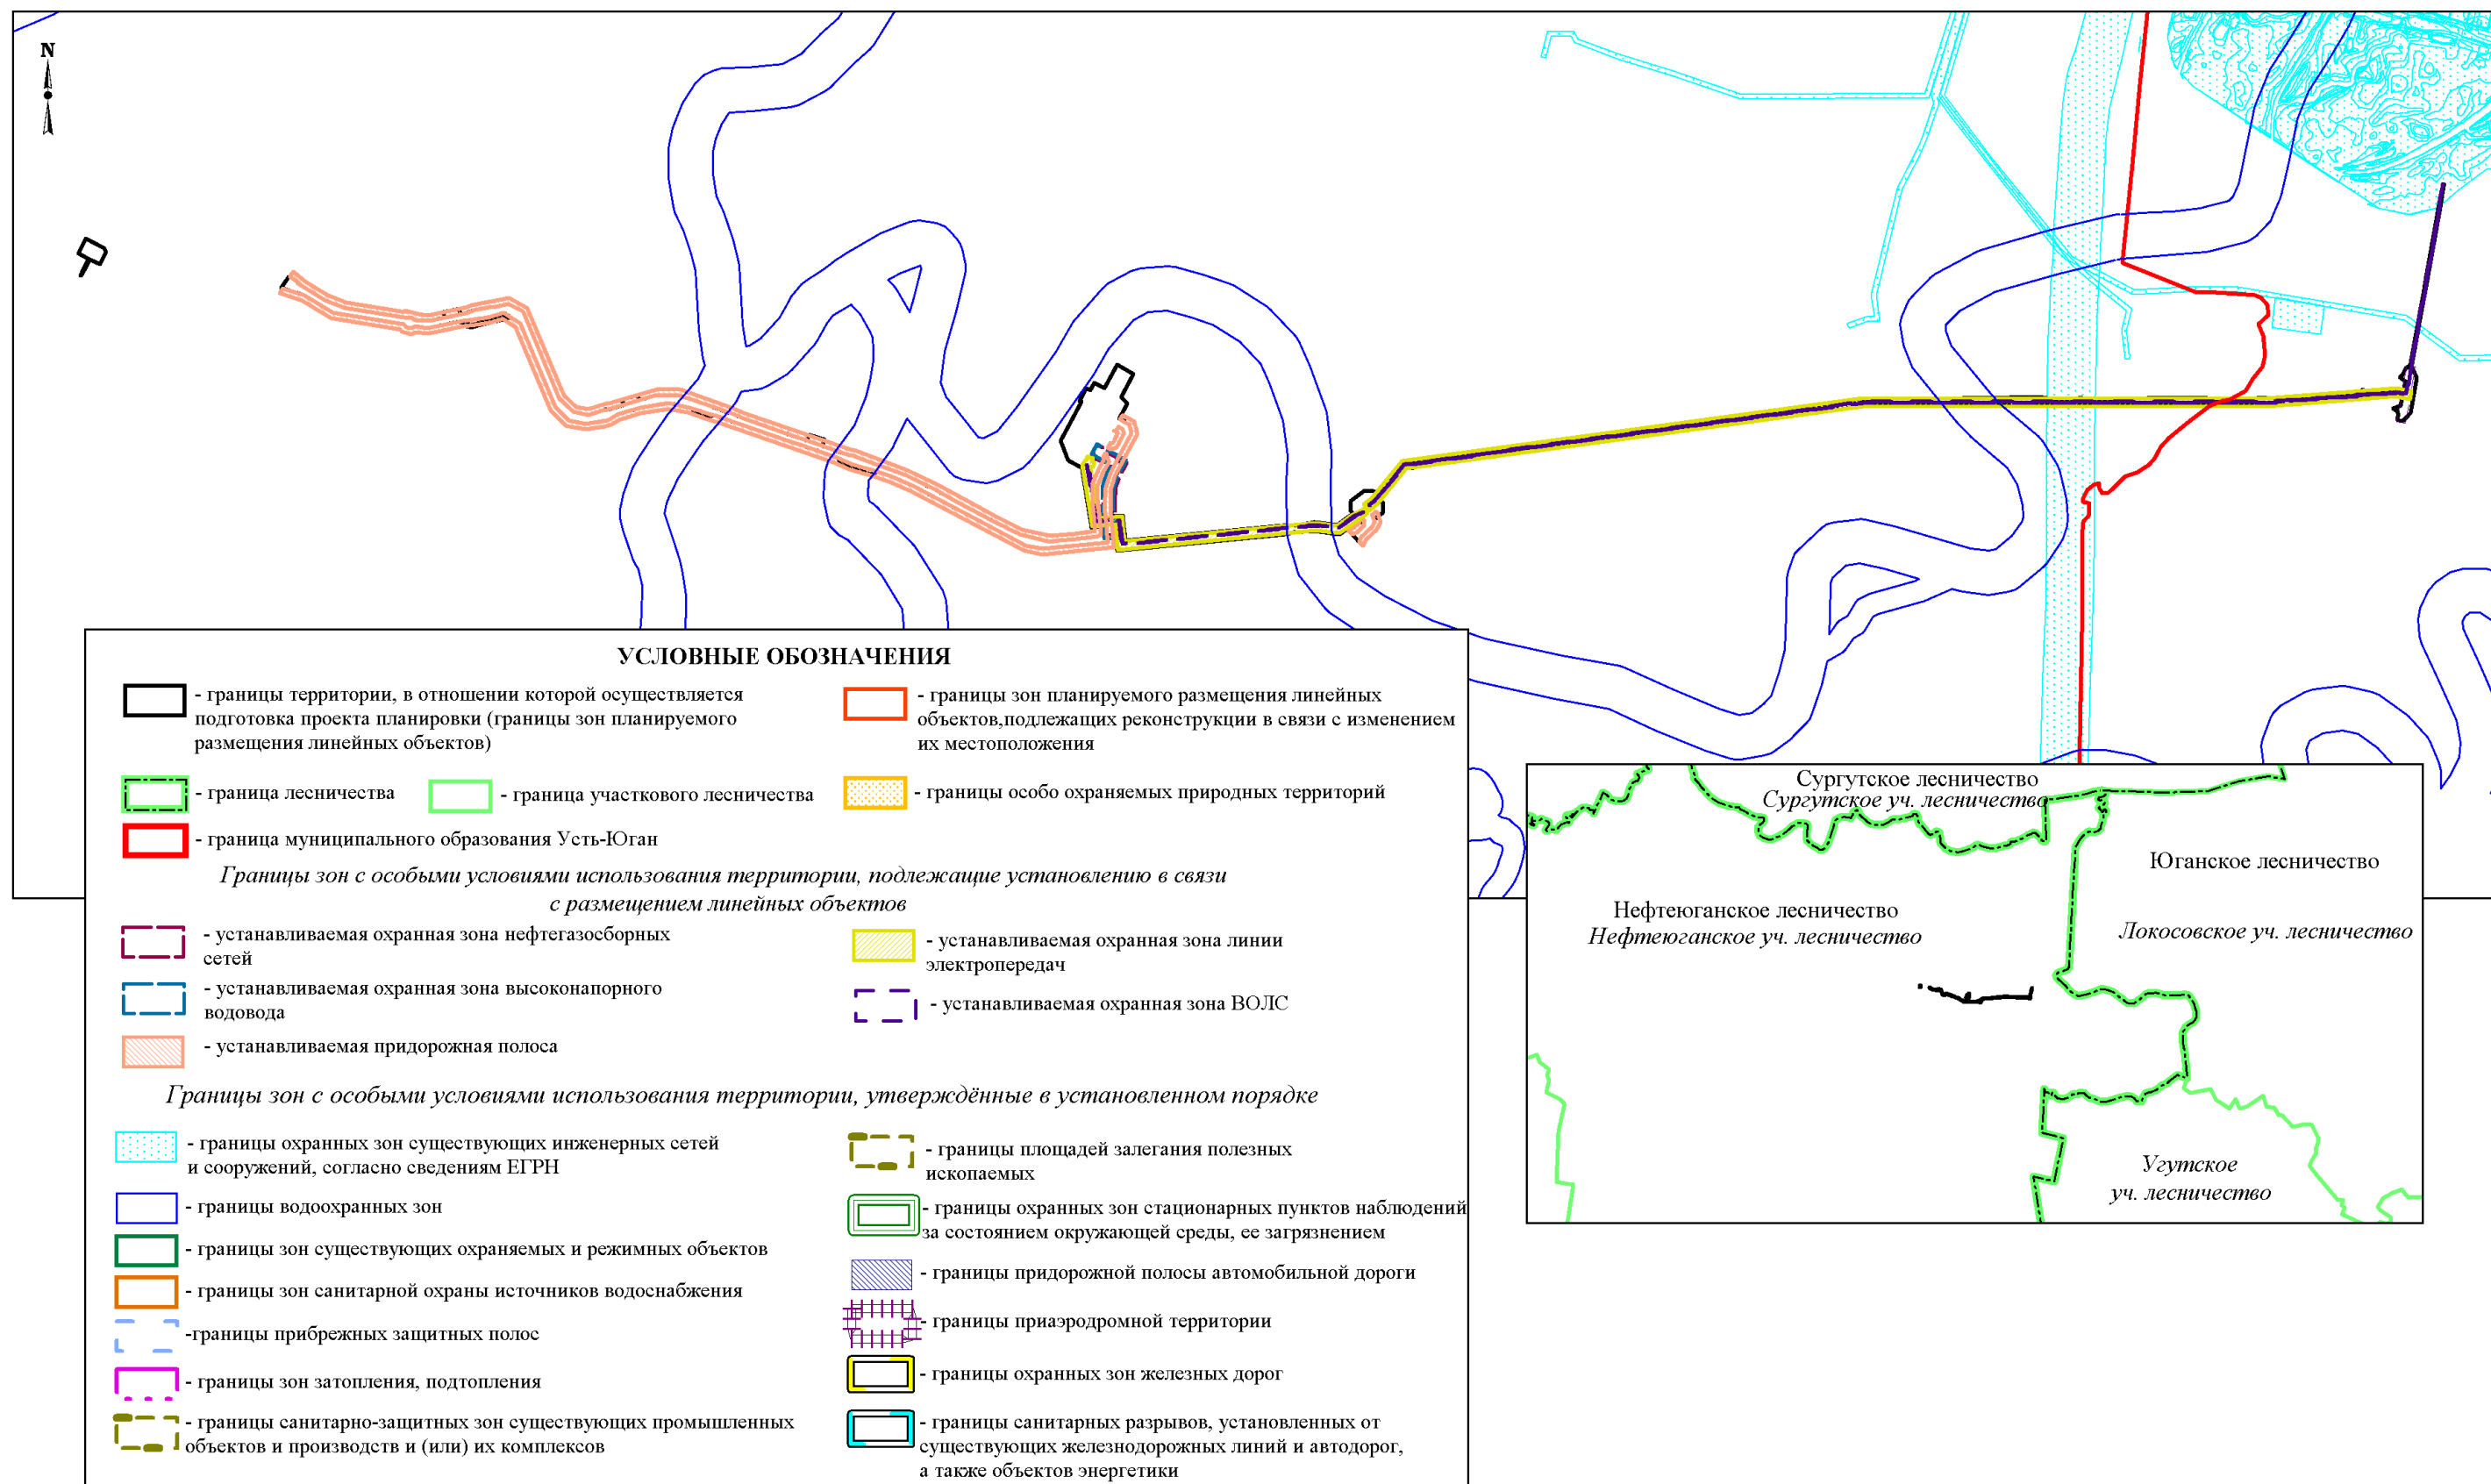 N
УСЛОВНЫЕ ОБОЗНАЧЕНИЯ
- границы территории, в отношении которой осуществляется
подготовка проекта планировки (границы зон планируемого
размещения линейных объектов)
- границы зон планируемого размещения линейных
объектов,подлежащих реконструкции в связи с изменением
их местоположения
- граница лесничества
- граница участкового лесничества
- границы особо охраняемых природных территорий
- граница муниципального образования Усть-Юган
Границы зон с особыми условиями использования территории, подлежащие установлению в связи
с размещением линейных объектов
- устанавливаемая охранная зона нефтегазосборных
сетей
- устанавливаемая охранная зона линии
электропередач
- устанавливаемая охранная зона высоконапорного
водовода
- устанавливаемая охранная зона ВОЛС
- устанавливаемая придорожная полоса
Границы зон с особыми условиями использования территории, утверждённые в установленном порядке
- границы охранных зон существующих инженерных сетей
и сооружений, согласно сведениям ЕГРН
- границы площадей залегания полезных
ископаемых
- границы водоохранных зон
- границы охранных зон стационарных пунктов наблюдений
за состоянием окружающей среды, ее загрязнением
- границы зон существующих охраняемых и режимных объектов
- границы придорожной полосы автомобильной дороги
- границы зон санитарной охраны источников водоснабжения
- границы приаэродромной территории
-границы прибрежных защитных полос
- границы охранных зон железных дорог
- границы зон затопления, подтопления
- границы санитарно-защитных зон существующих промышленных
объектов и производств и (или) их комплексов
- границы санитарных разрывов, установленных от
существующих железнодорожных линий и автодорог,
а также объектов энергетики
Сургутское лесничество
Сургутское уч. лесничество
Юганское лесничество
Нефтеюганское лесничество
Нефтеюганское уч. лесничество
Локосовское уч. лесничество
Угутское
уч. лесничество